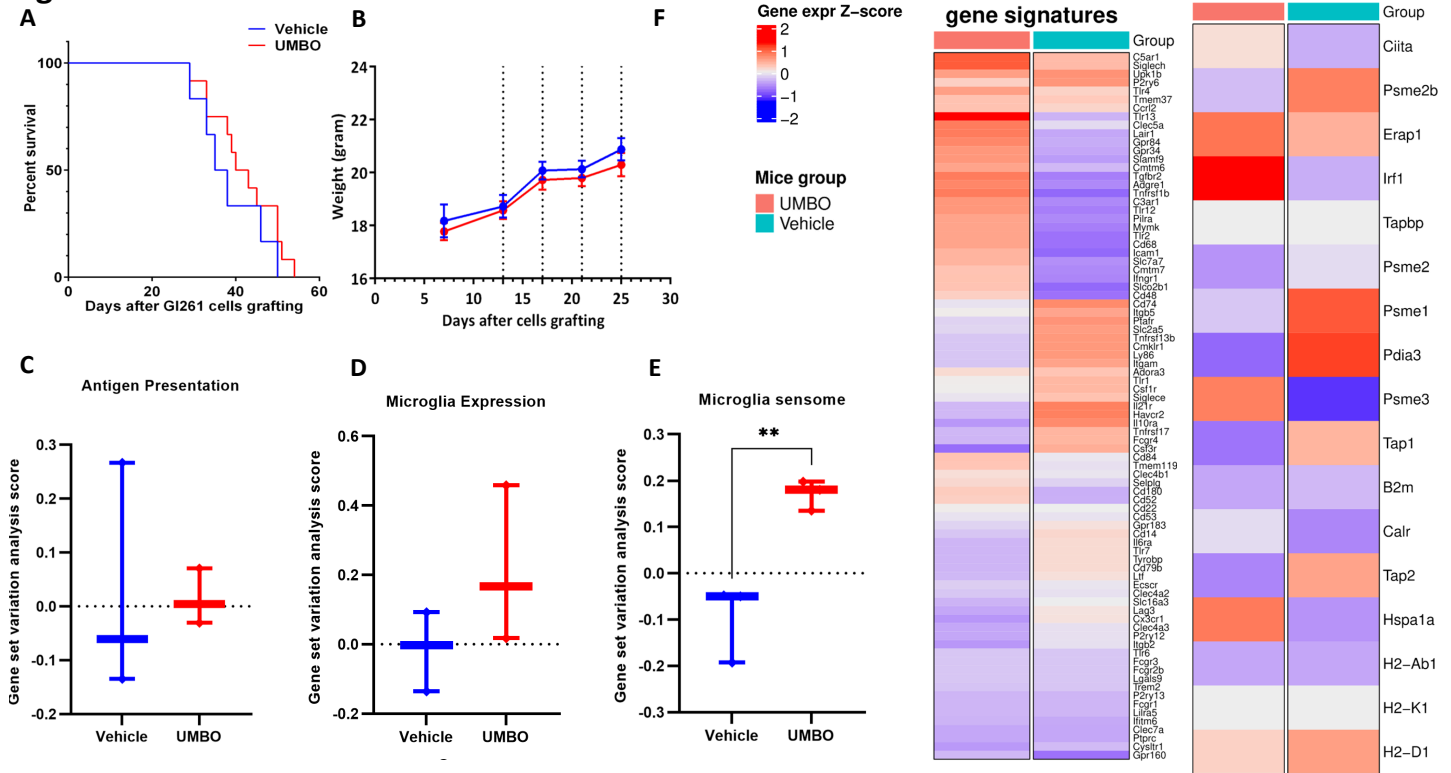 A
Vehicle
UMBO
Percent survival
100
50
0
0
20
40
60
Days after Gl261 cells grafting
B
Weight (gram)
24
22
20
18
16
0
5
10
15
20
25
30
Days after cells grafting
C
Antigen Presentation
Gene set variation analysis score
0.3
0.2
0.1
0.0
-0.1
-0.2
Vehicle
UMBO
D
Microglia Expression
Gene set variation analysis score
0.6
0.4
0.2
0.0
-0.2
Vehicle
UMBO
E
Microglia sensome
Gene set variation analysis score
0.3
0.2
0.1
0.0
-0.1
-0.2
-0.3
**
Vehicle
UMBO
F
Gene expr Z−score
2
1
0
−1
−2
Mice group
UMBO
Vehicle
gene signatures
Group
C5ar1
Siglech
Upk1b
P2ry6
Tlr4
Tmem37
Ccrl2
Tlr13
Clec5a
Lair1
Gpr84
Gpr34
Slamf9
Cmtm6
Tgfbr2
Adgre1
Tnfrsf1b
C3ar1
Tlr12
Pilra
Mymk
Tlr2
Cd68
Icam1
Slc7a7
Cmtm7
Ifngr1
Slco2b1
Cd48
Cd74
Itgb5
Ptafr
Slc2a5
Tnfrsf13b
Cmklr1
Ly86
Itgam
Adora3
Tlr1
Csf1r
Siglece
Il21r
Havcr2
Il10ra
Tnfrsf17
Fcgr4
Csf3r
Cd84
Tmem119
Clec4b1
Selplg
Cd180
Cd52
Cd22
Cd53
Gpr183
Cd14
Il6ra
Tlr7
Tyrobp
Cd79b
Ltf
Ecscr
Clec4a2
Slc16a3
Lag3
Cx3cr1
Clec4a3
P2ry12
Itgb2
Tlr6
Fcgr3
Fcgr2b
Lgals9
Trem2
P2ry13
Fcgr1
Lilra5
Ifitm6
Clec7a
Ptprc
Cysltr1
Gpr160
Group
Ciita
Psme2b
Erap1
Irf1
Tapbp
Psme2
Psme1
Pdia3
Psme3
Tap1
B2m
Calr
Tap2
Hspa1a
H2−Ab1
H2−K1
H2−D1